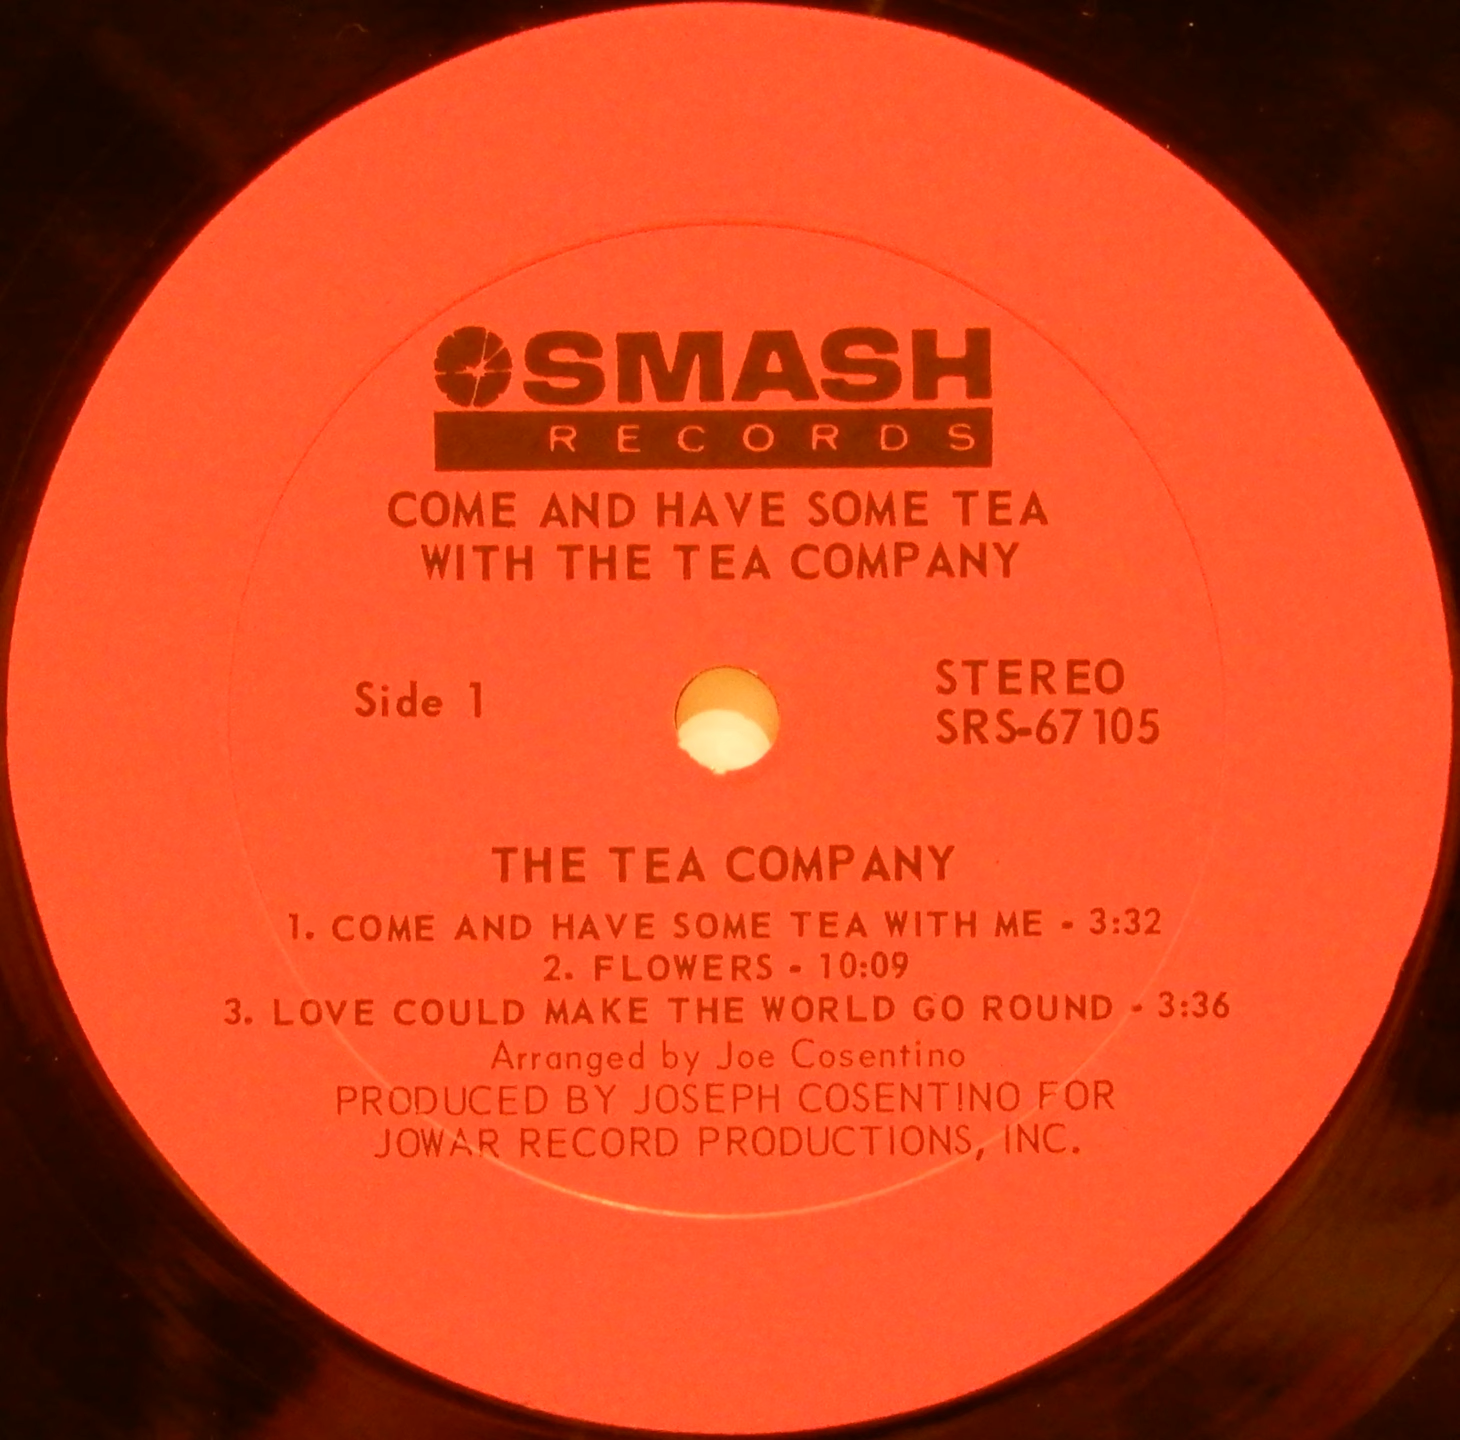 SMASH
RECORDS
COME AND HAVE SOME TEA
WITH THE TEA COMPANY
Side 1
STEREO
SRS-67105
THE TEA COMPANY
1. COME AND HAVE SOME TEA WITH ME - 3:32
2. FLOWERS - 10:09
3. LOVE COULD MAKE THE WORLD GO ROUND - 3:36
Arranged by Joe Cosentino
PRODUCED BY JOSEPH COSENTINO FOR
JOWAR RECORD PRODUCTIONS, INC.